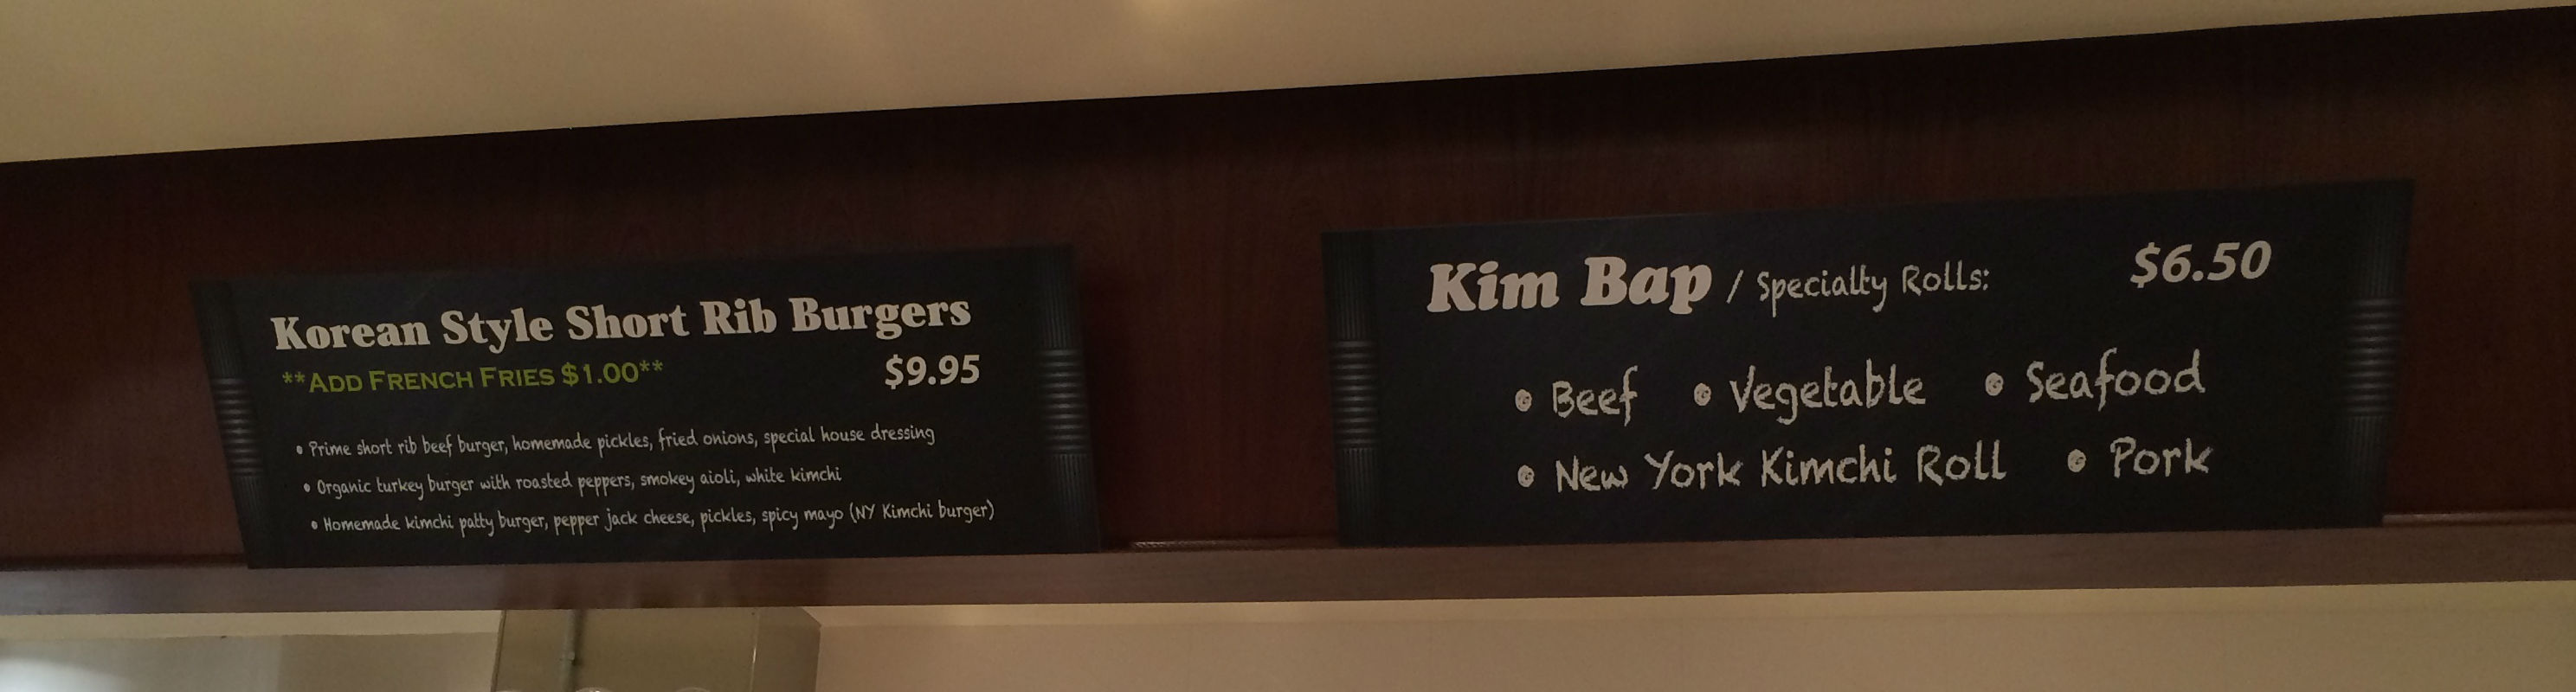 Korean Style Short Rib Burgers
**ADD FRENCH FRIES $1.00** $9.95
• Prime short rib beef burger, homemade pickles, fried onions, special house dressing
• Organic turkey burger with roasted peppers, smokey aioli, white kimchi
• Homemade kimchi patty burger, pepper jack cheese, pickles, spicy mayo (NY Kimchi burger)
Kim Bap / Specialty Rolls: $6.50
• Beef • Vegetable • Seafood
• New York Kimchi Roll • Pork